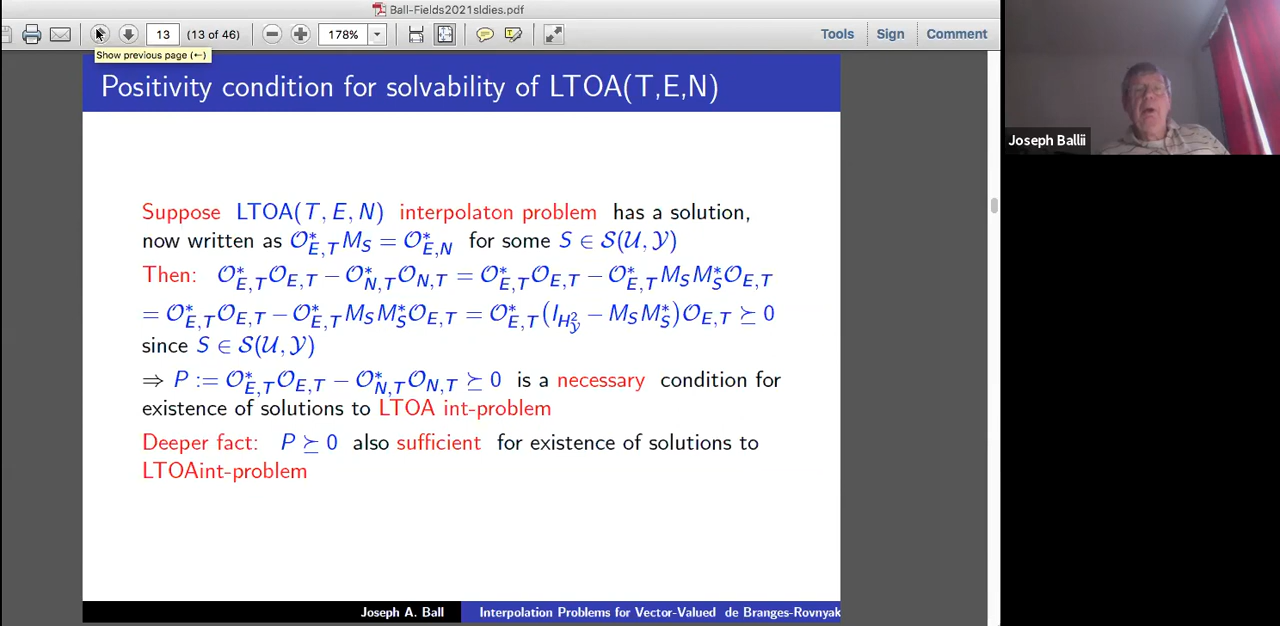 Ball-Fields2021sldies.pdf
13 (13 of 46) 178% Tools Sign Comment
Show previous page (←)
Positivity condition for solvability of LTOA(T,E,N)
Joseph Ballii
Suppose LTOA(T, E, N) interpolaton problem has a solution,
now written as 𝒪*_{E,T} M_S = 𝒪*_{E,N} for some S ∈ 𝒮(𝒰, 𝒴)
Then: 𝒪*_{E,T}𝒪_{E,T} − 𝒪*_{N,T}𝒪_{N,T} = 𝒪*_{E,T}𝒪_{E,T} − 𝒪*_{E,T}M_S M*_S𝒪_{E,T}
= 𝒪*_{E,T}𝒪_{E,T} − 𝒪*_{E,T}M_S M*_S𝒪_{E,T} = 𝒪*_{E,T}(I_{H²_𝒴} − M_S M*_S)𝒪_{E,T} ⪰ 0
since S ∈ 𝒮(𝒰, 𝒴)
⇒ P := 𝒪*_{E,T}𝒪_{E,T} − 𝒪*_{N,T}𝒪_{N,T} ⪰ 0 is a necessary condition for
existence of solutions to LTOA int-problem
Deeper fact: P ⪰ 0 also sufficient for existence of solutions to
LTOAint-problem
Joseph A. Ball Interpolation Problems for Vector-Valued de Branges-Rovnyak